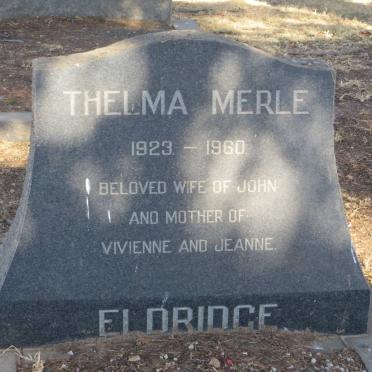 THELMA MERLE
1923 - 1960
BELOVED WIFE OF JOHN
AND MOTHER OF
VIVIENNE AND JEANNE.
ELDRIDGE